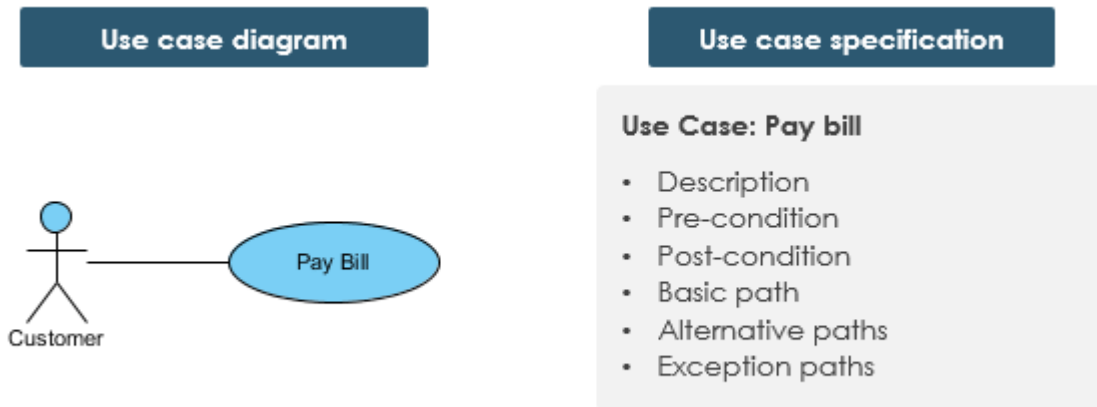 Use case diagram
Use case specification
Customer
Pay Bill
Use Case: Pay bill
• Description
• Pre-condition
• Post-condition
• Basic path
• Alternative paths
• Exception paths